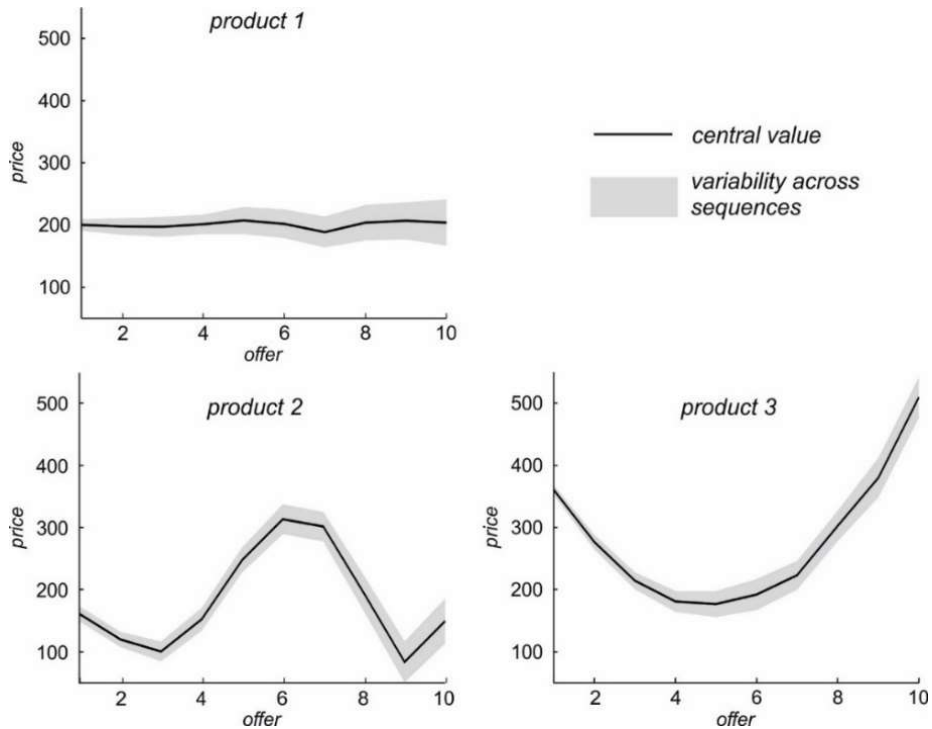 product 1
500
400
300
200
100
price
2 4 6 8 10
offer
central value
variability across
sequences
product 2
500
400
300
200
100
price
2 4 6 8 10
offer
product 3
500
400
300
200
100
price
2 4 6 8 10
offer